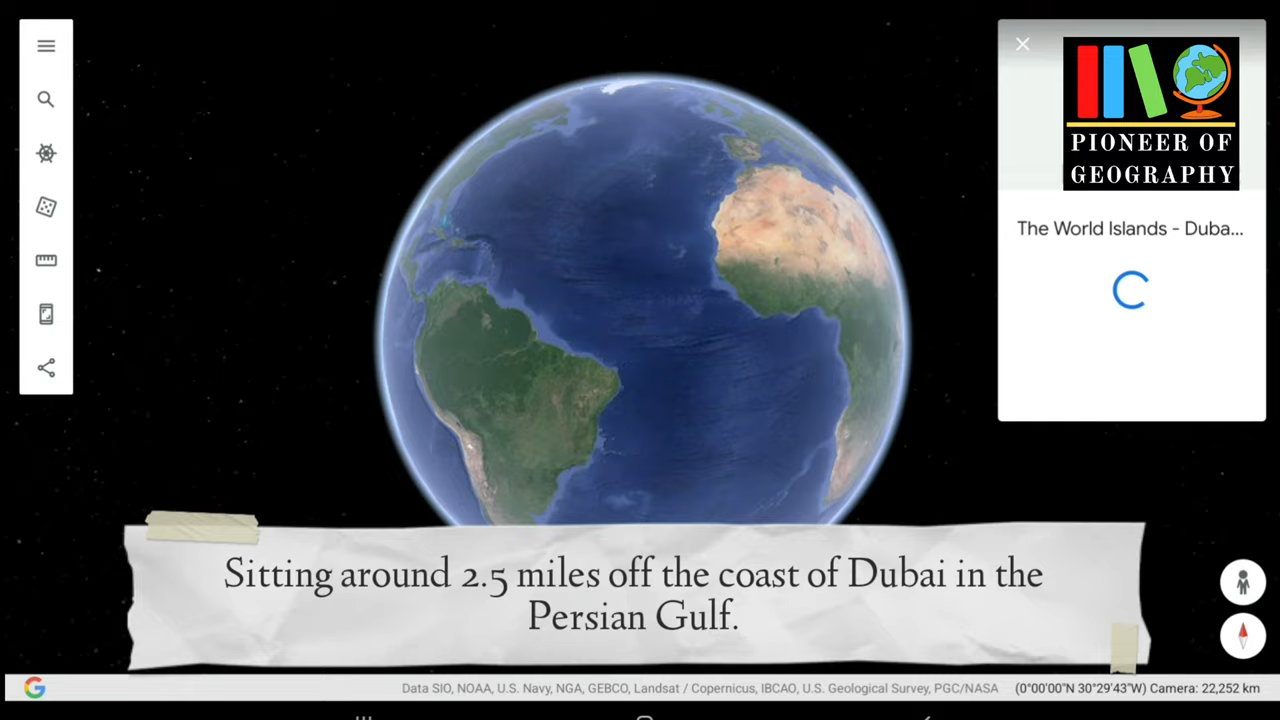 PIONEER OF
GEOGRAPHY
The World Islands - Duba...
Sitting around 2.5 miles off the coast of Dubai in the
Persian Gulf.
Data SIO, NOAA, U.S. Navy, NGA, GEBCO, Landsat / Copernicus, IBCAO, U.S. Geological Survey, PGC/NASA (0°00'00"N 30°29'43"W) Camera: 22,252 km